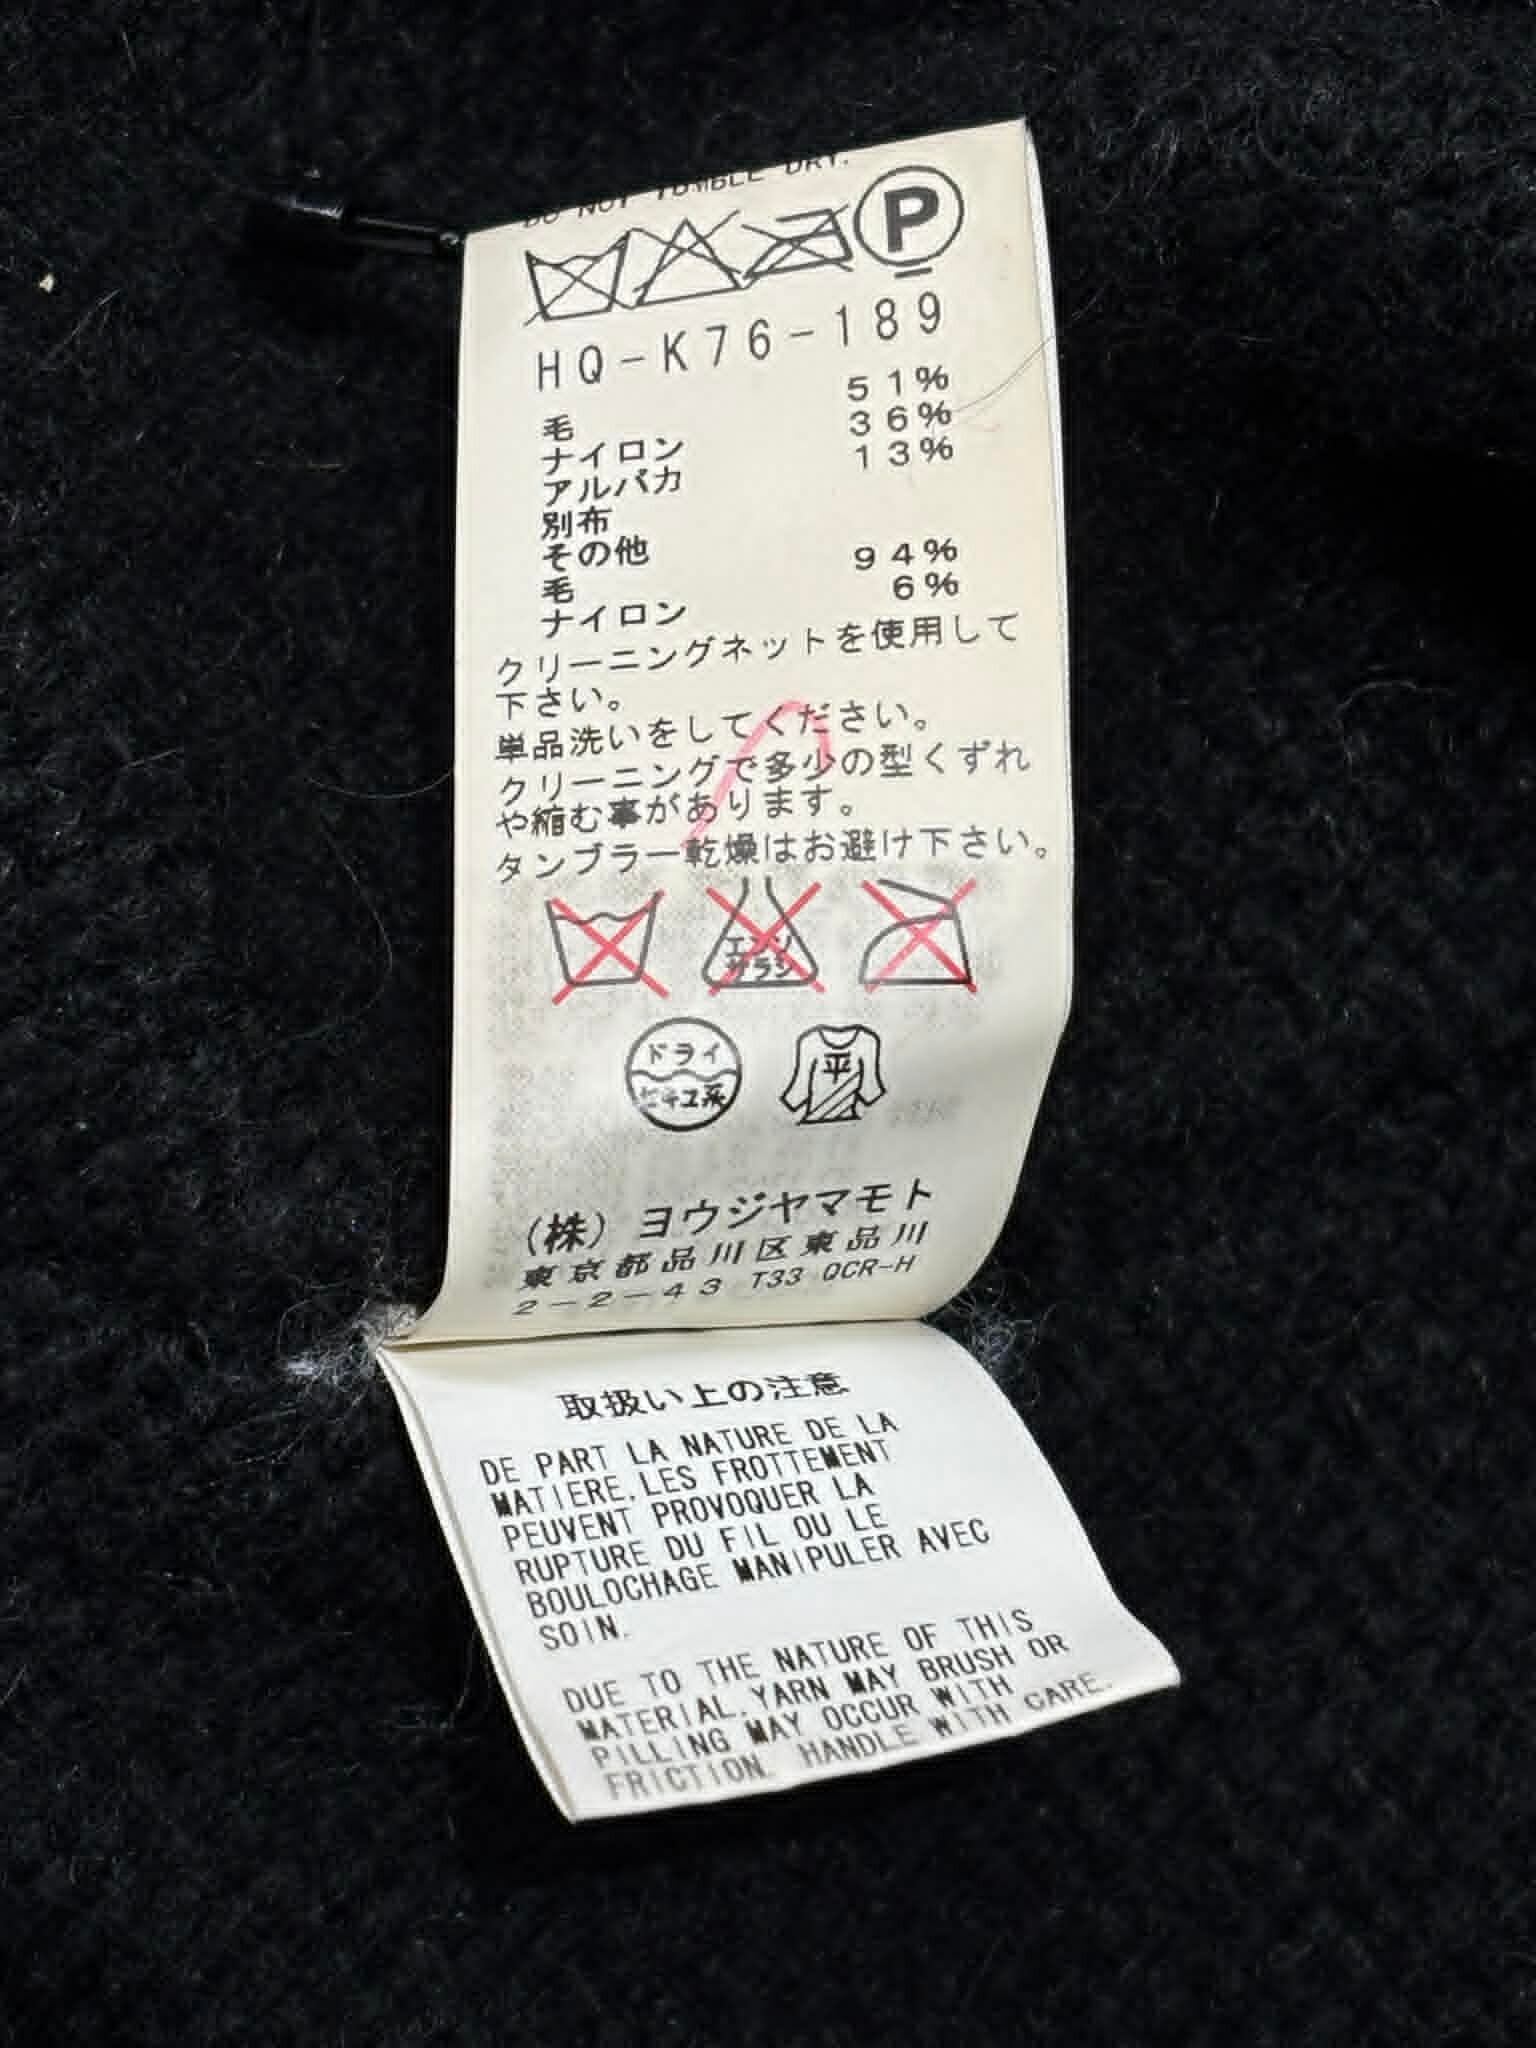 DO NOT TUMBLE DRY.
P
HQ-K76-189
51%
毛 36%
ナイロン 13%
アルパカ
別布
その他 94%
毛 6%
ナイロン
クリーニングネットを使用して
下さい。
単品洗いをしてください。
クリーニングで多少の型くずれ
や縮む事があります。
タンブラー乾燥はお避け下さい。
エンソ
サラシ
ドライ
セキユ系
平
(株) ヨウジヤマモト
東京都品川区東品川
2-2-43 T33 QCR-H
取扱い上の注意
DE PART LA NATURE DE LA
MATIERE.LES FROTTEMENT
PEUVENT PROVOQUER LA
RUPTURE DU FIL OU LE
BOULOCHAGE MANIPULER AVEC
SOIN.
DUE TO THE NATURE OF THIS
MATERIAL.YARN MAY BRUSH OR
PILLING MAY OCCUR WITH
FRICTION. HANDLE WITH CARE.